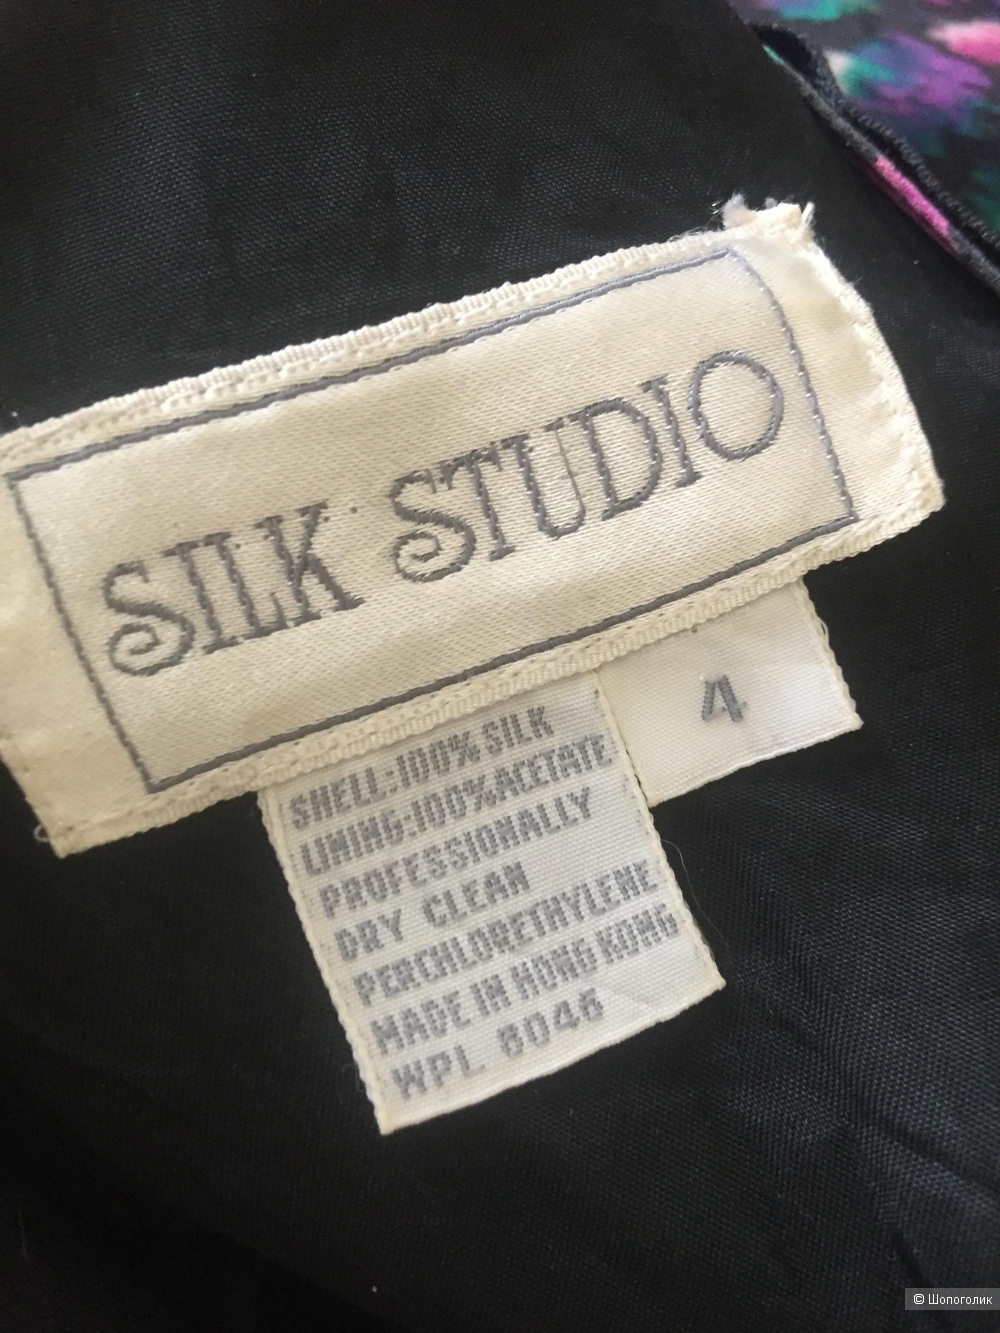 SILK STUDIO
4
SHELL:100% SILK
LINING:100% ACETATE
PROFESSIONALLY
DRY CLEAN
PERCHLORETHYLENE
MADE IN HONG KONG
WPL 8046
© Шопоголик